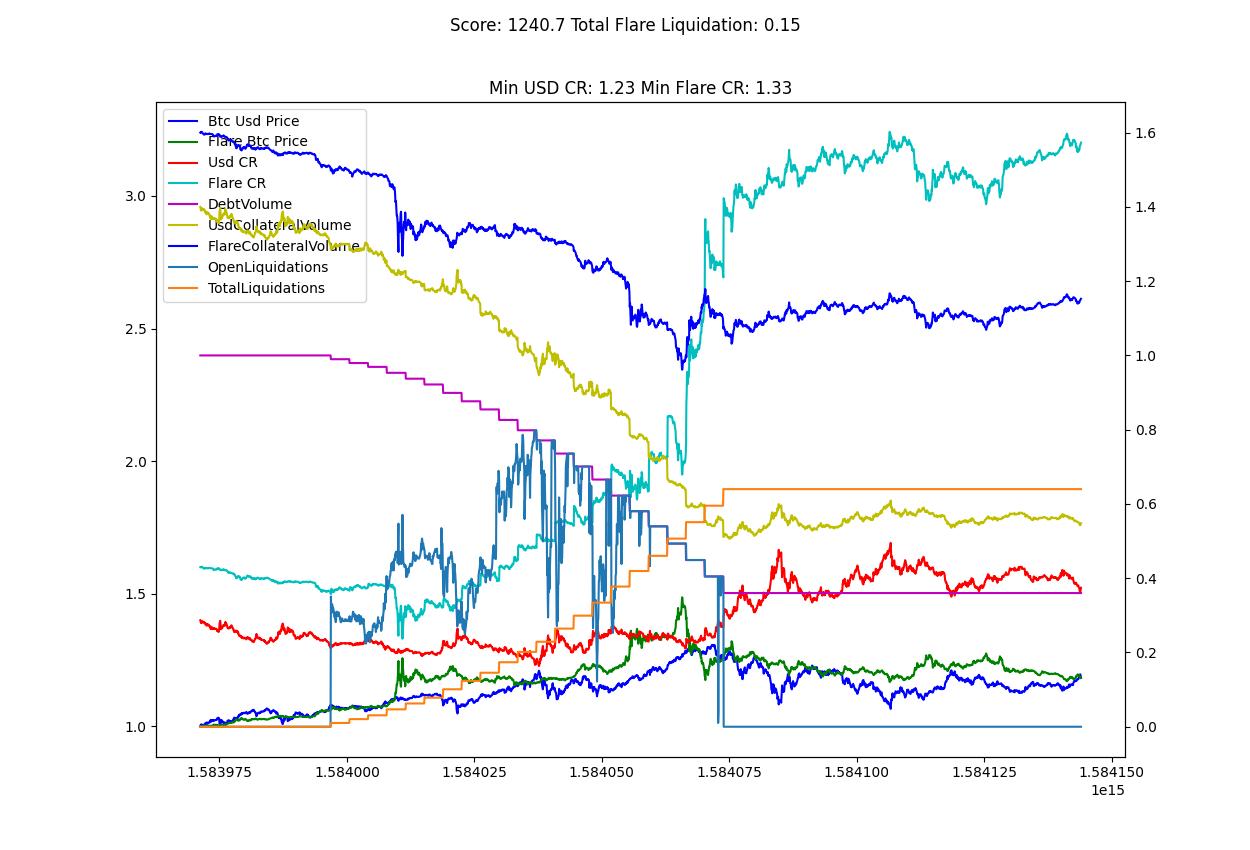 Score: 1240.7 Total Flare Liquidation: 0.15
Min USD CR: 1.23 Min Flare CR: 1.33
Btc Usd Price
Flare Btc Price
Usd CR
Flare CR
DebtVolume
UsdCollateralVolume
FlareCollateralVolume
OpenLiquidations
TotalLiquidations
3.0
2.5
2.0
1.5
1.0
1.6
1.4
1.2
1.0
0.8
0.6
0.4
0.2
0.0
1.583975 1.584000 1.584025 1.584050 1.584075 1.584100 1.584125 1.584150
1e15